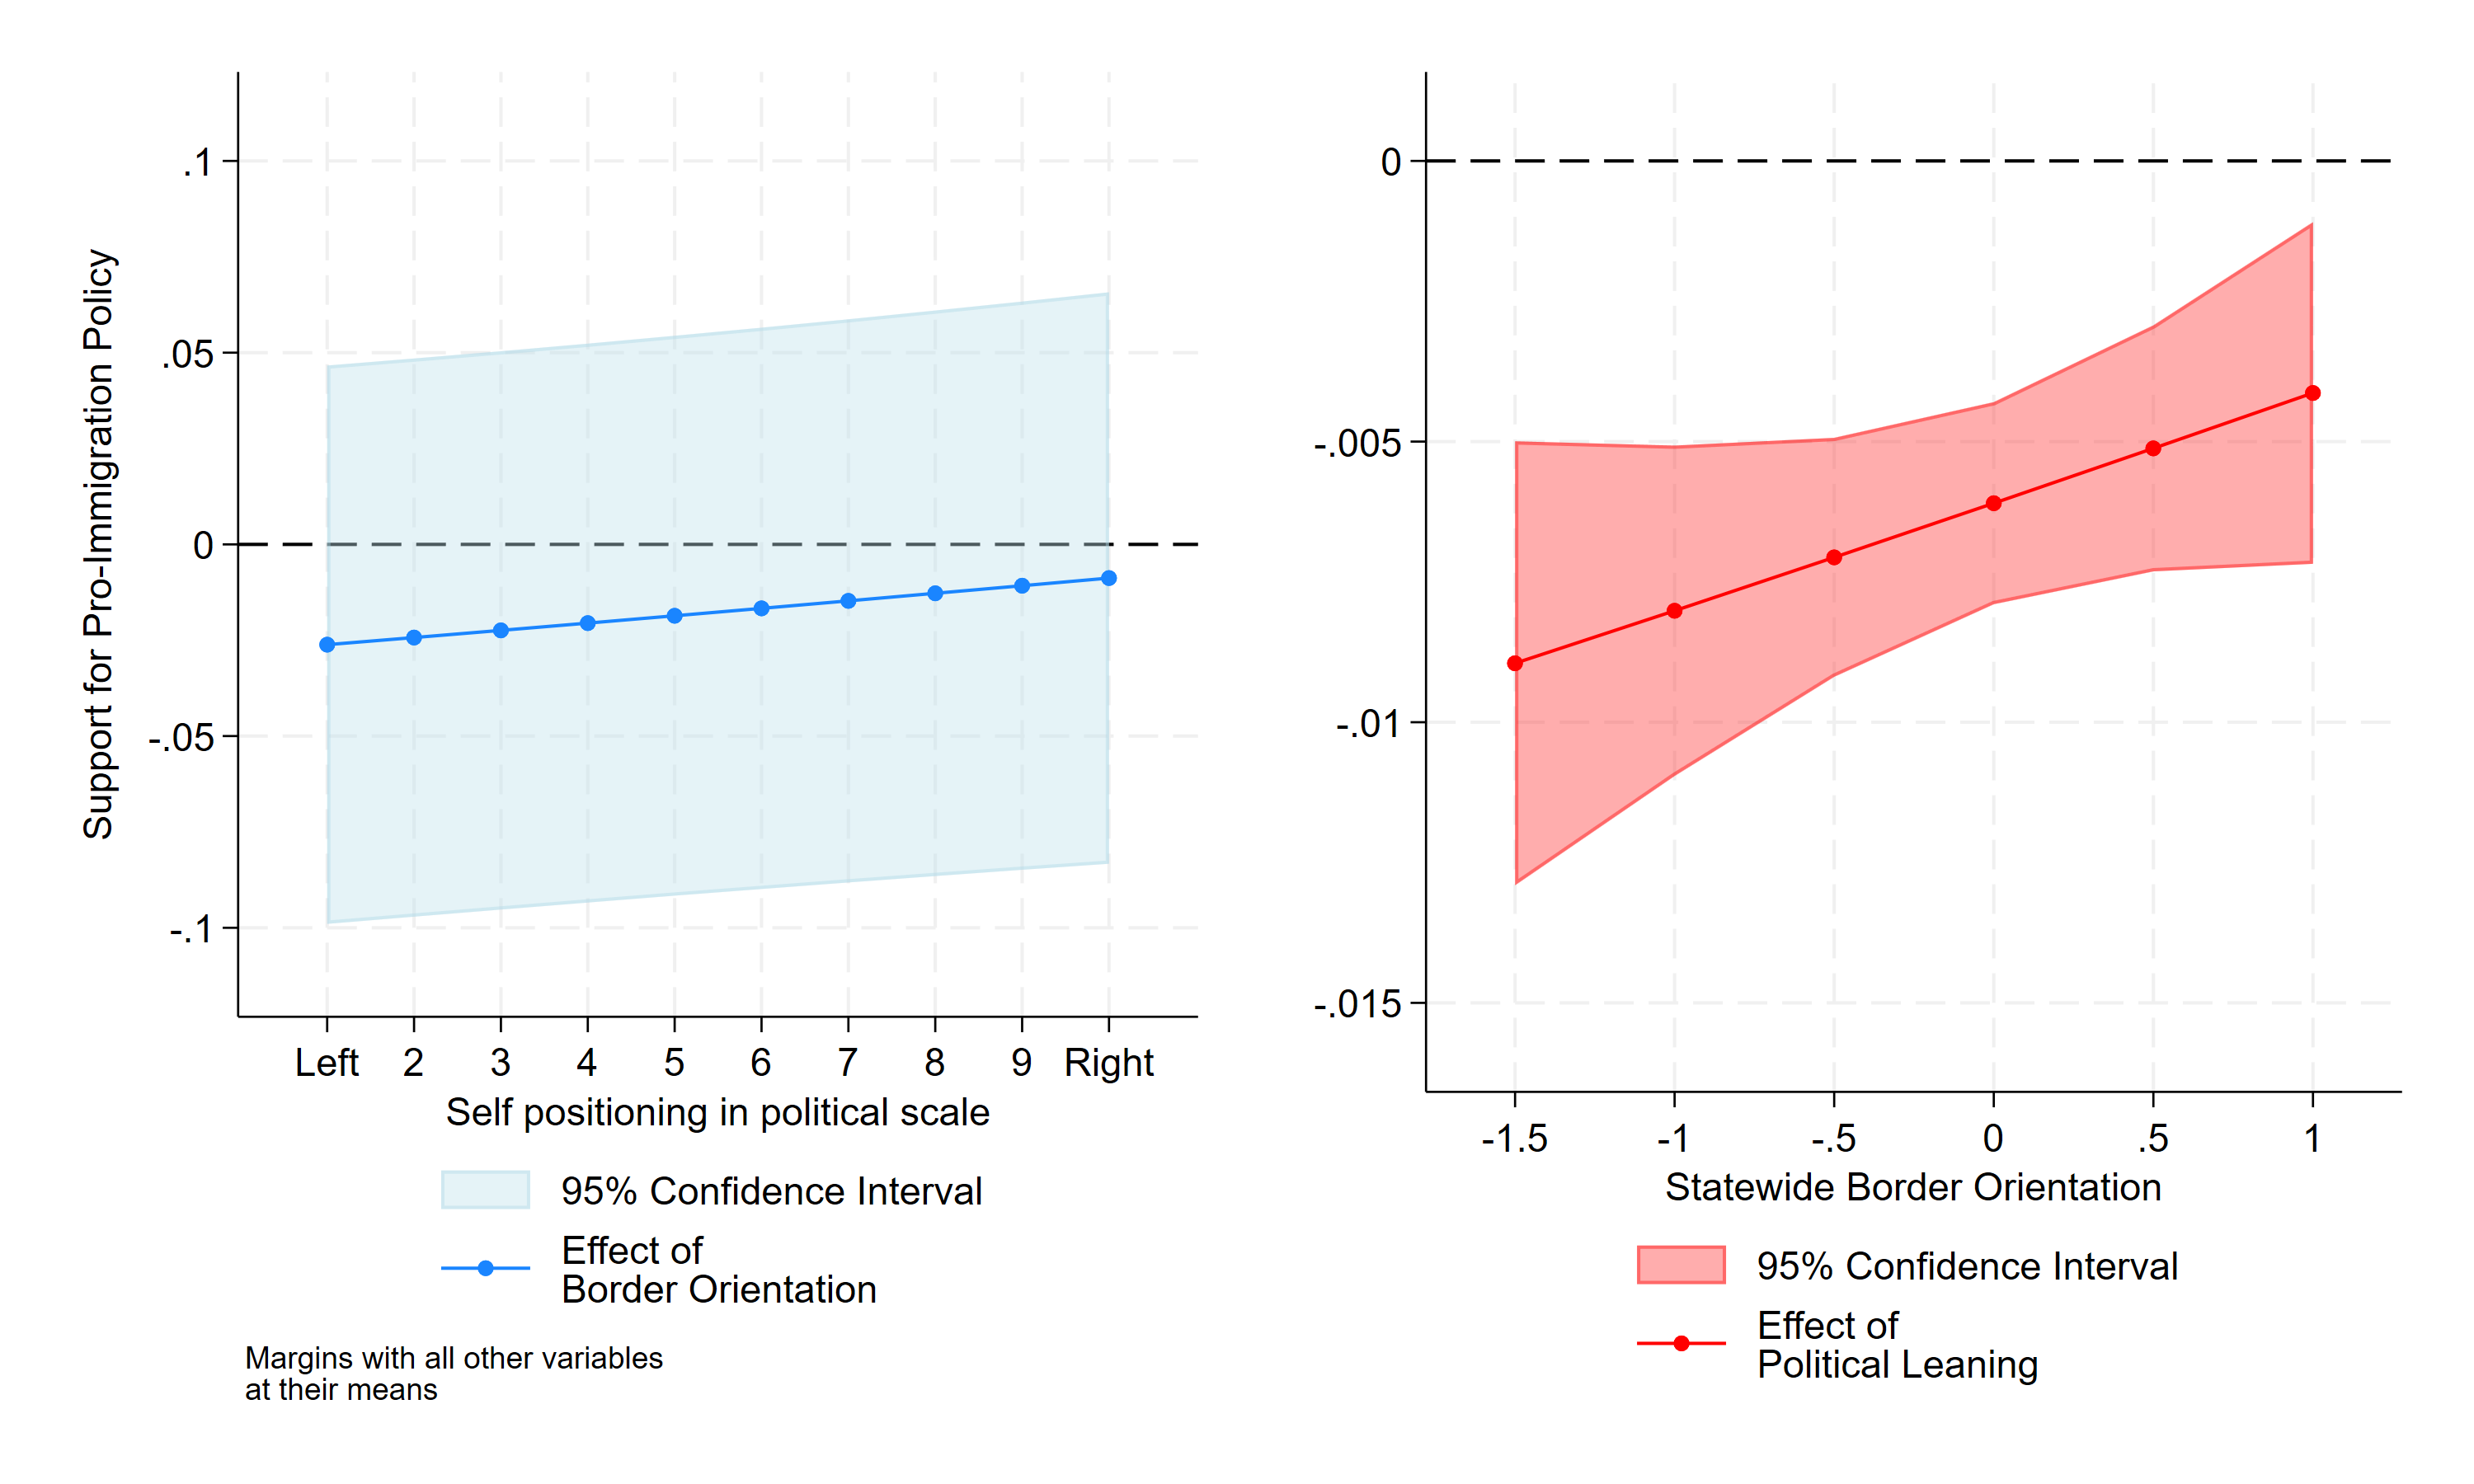 Support for Pro-Immigration Policy
.1
.05
0
-.05
-.1
Left 2 3 4 5 6 7 8 9 Right
Self positioning in political scale
95% Confidence Interval
Effect of
Border Orientation
Margins with all other variables
at their means
0
-.005
-.01
-.015
-1.5 -1 -.5 0 .5 1
Statewide Border Orientation
95% Confidence Interval
Effect of
Political Leaning